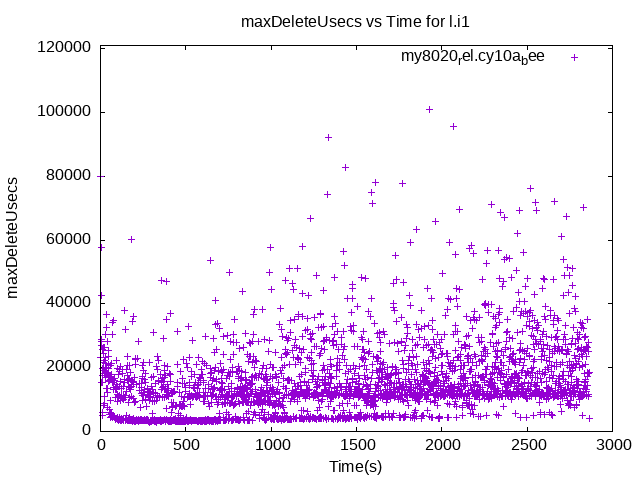 maxDeleteUsecs vs Time for l.i1
my8020rel.cy10abee
120000
100000
80000
60000
40000
20000
0
maxDeleteUsecs
0 500 1000 1500 2000 2500 3000
Time(s)